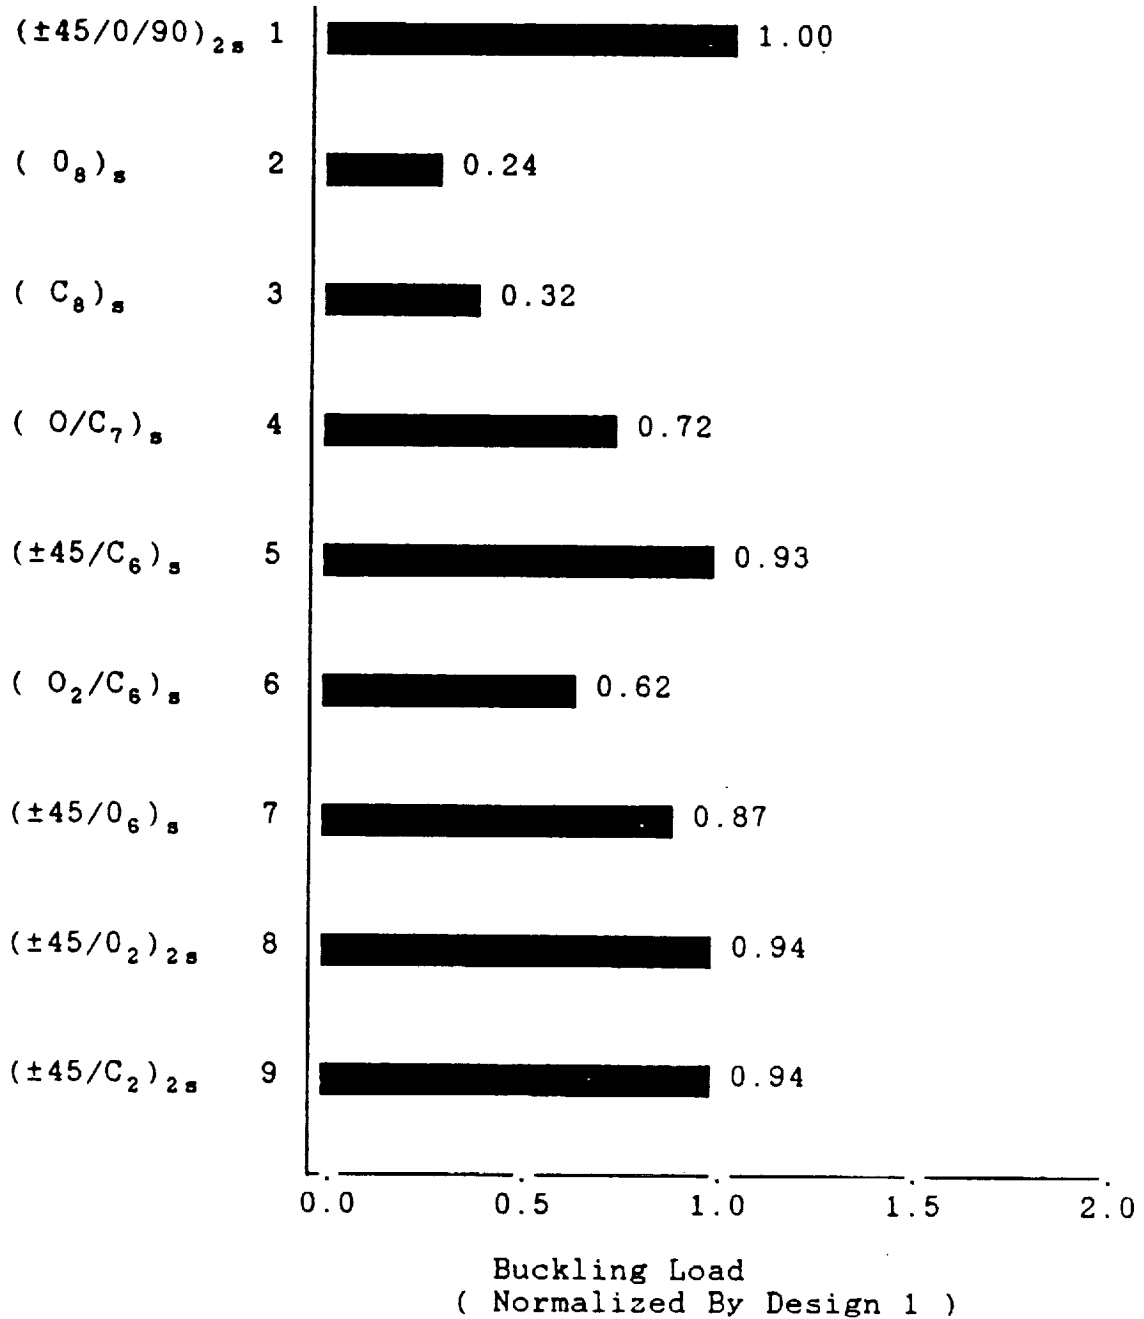 (±45/0/90)₂ₛ 1 1.00
( 0₈)ₛ 2 0.24
( C₈)ₛ 3 0.32
( O/C₇)ₛ 4 0.72
(±45/C₆)ₛ 5 0.93
( O₂/C₆)ₛ 6 0.62
(±45/0₆)ₛ 7 0.87
(±45/0₂)₂ₛ 8 0.94
(±45/C₂)₂ₛ 9 0.94
0.0 0.5 1.0 1.5 2.0
Buckling Load
( Normalized By Design 1 )